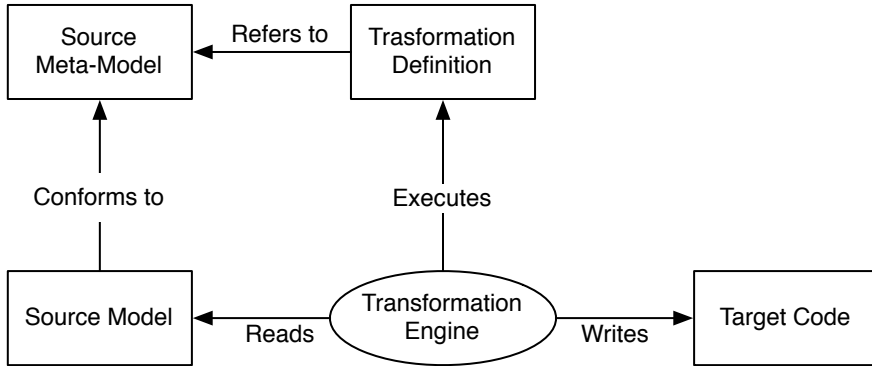 Source
Meta-Model
Refers to
Trasformation
Definition
Conforms to
Executes
Source Model
Reads
Transformation
Engine
Writes
Target Code